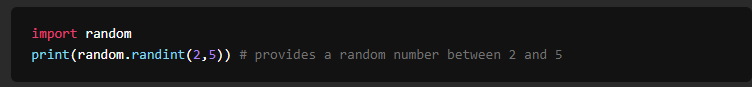 import random
print(random.randint(2,5)) # provides a random number between 2 and 5